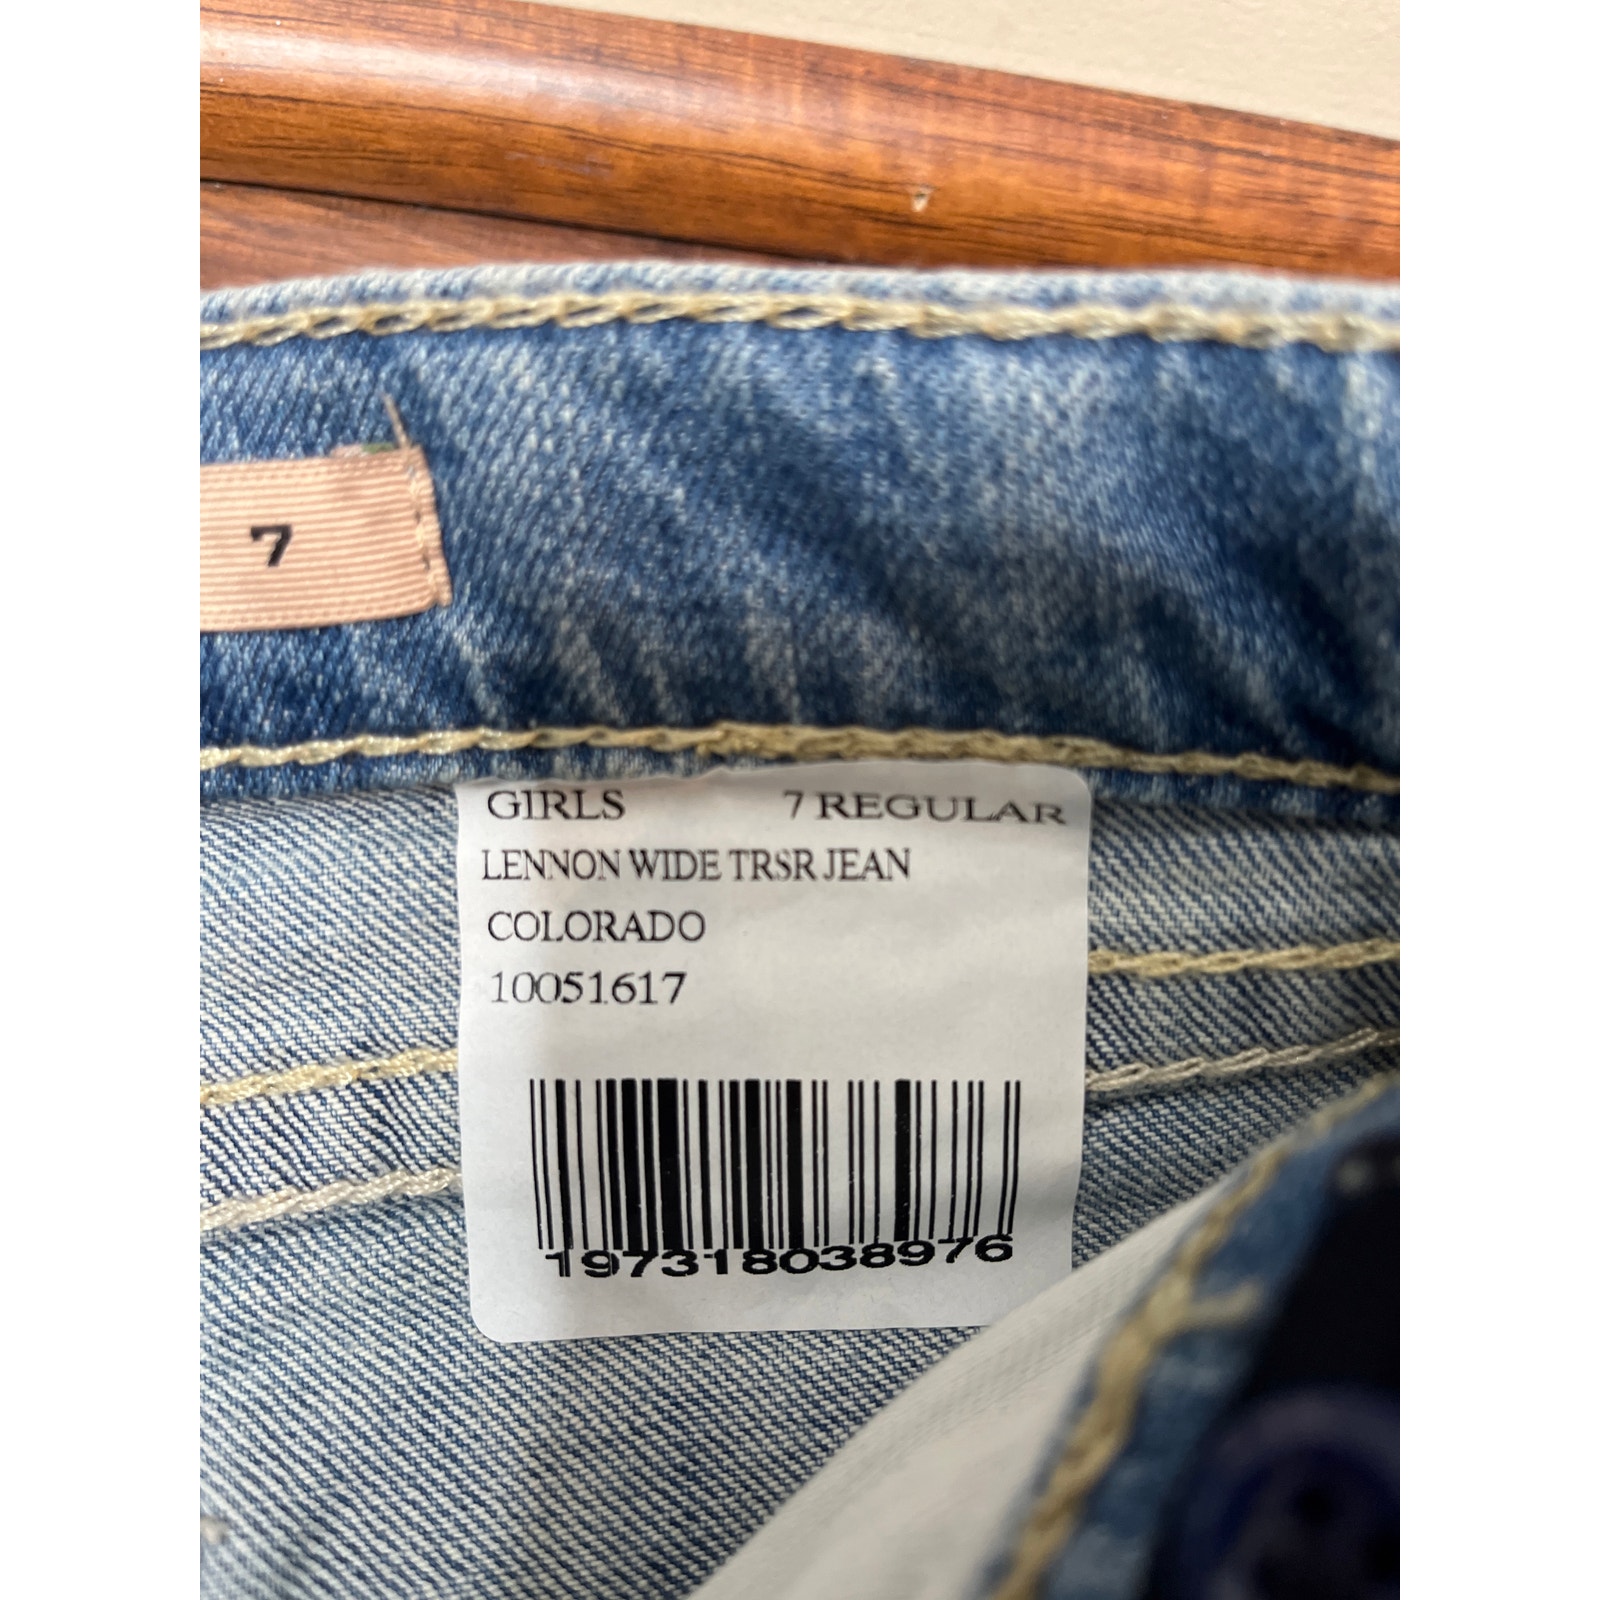 7
GIRLS 7 REGULAR
LENNON WIDE TRSR JEAN
COLORADO
10051617
197318038976